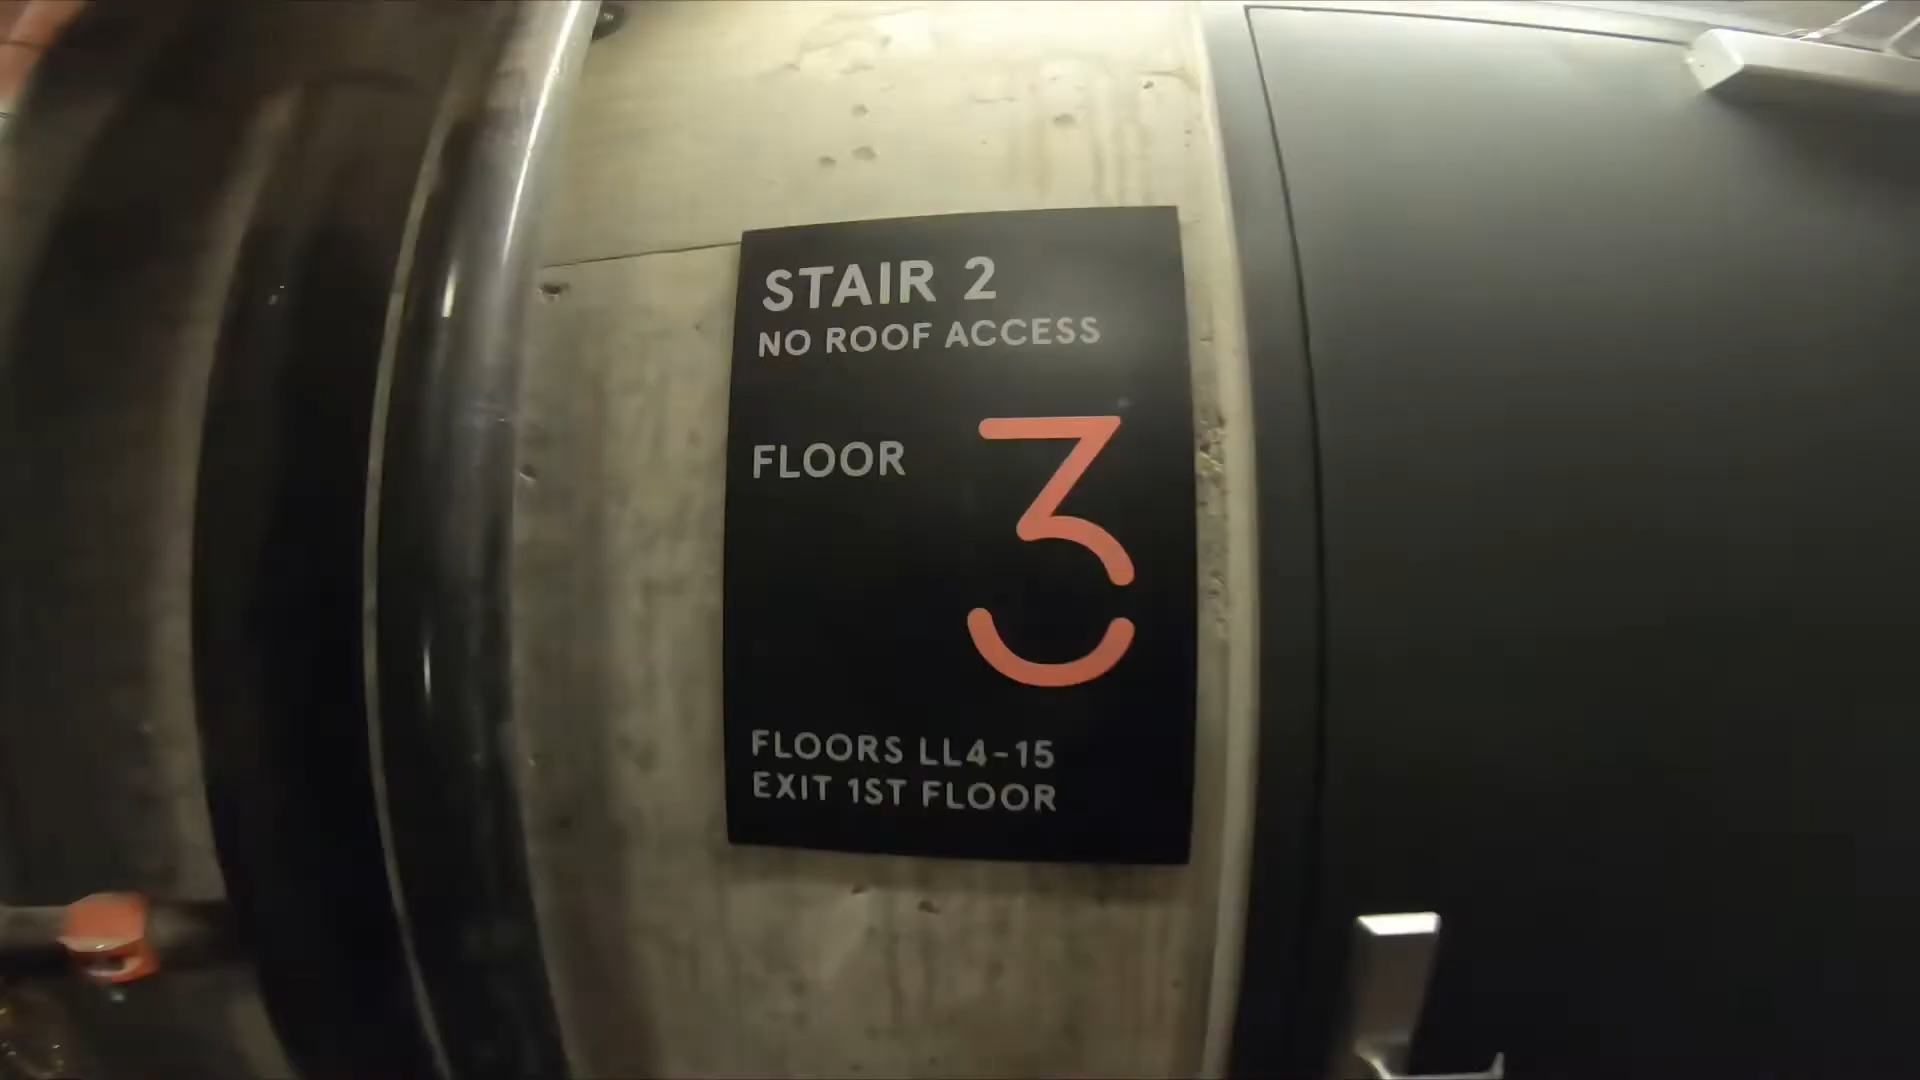 STAIR 2
NO ROOF ACCESS
FLOOR 3
FLOORS LL4-15
EXIT 1ST FLOOR